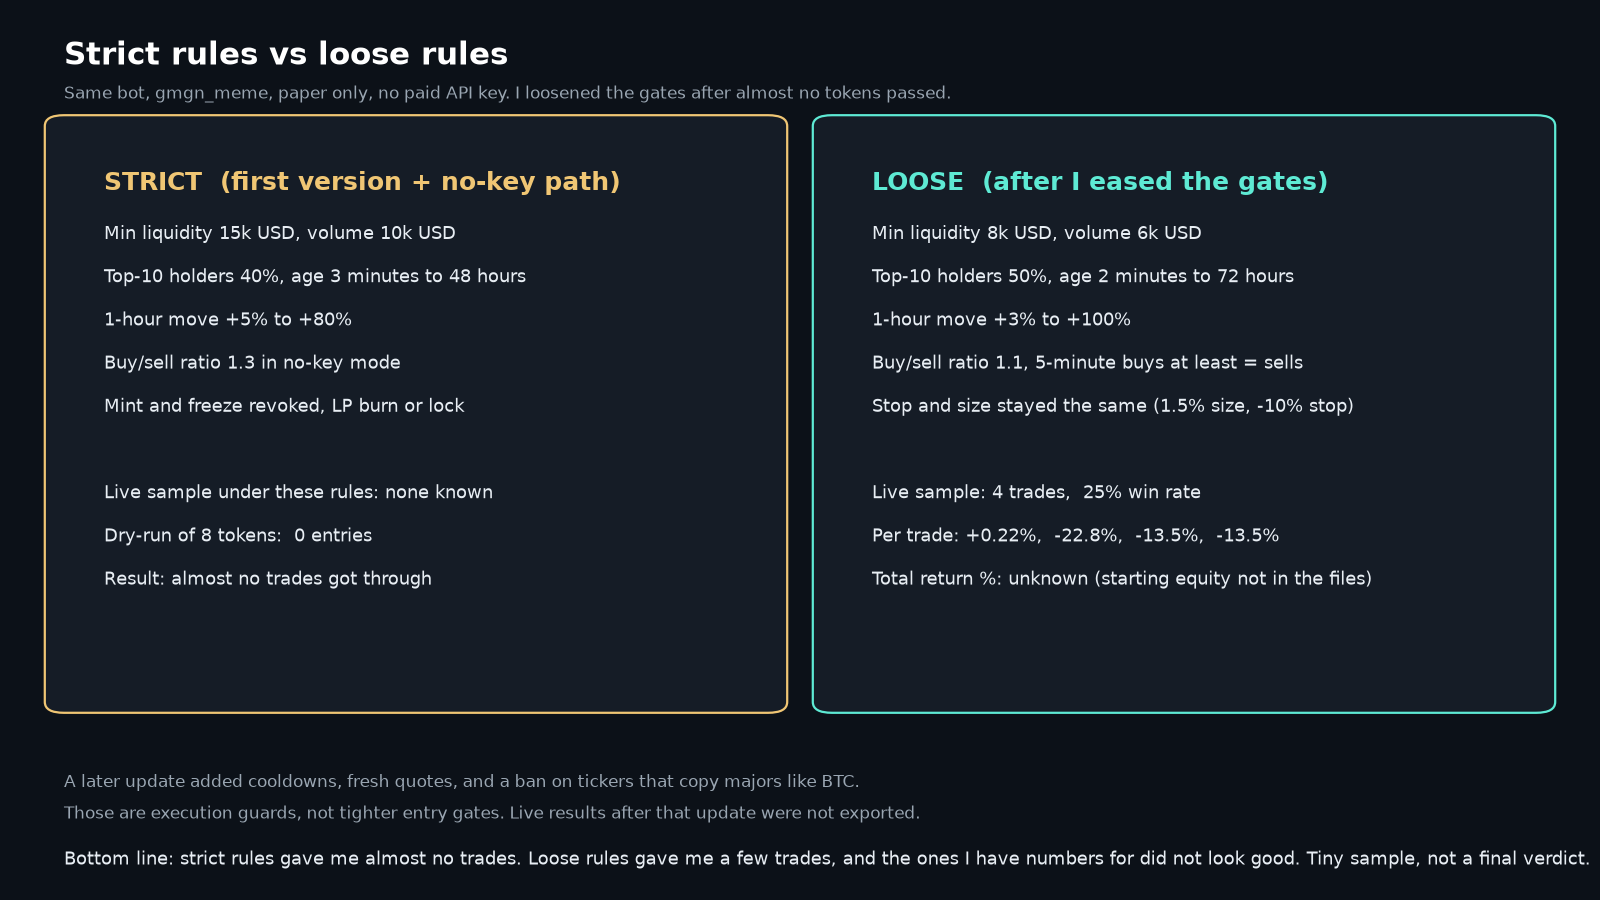 Strict rules vs loose rules
Same bot, gmgn_meme, paper only, no paid API key. I loosened the gates after almost no tokens passed.
STRICT  (first version + no-key path)
Min liquidity 15k USD, volume 10k USD
Top-10 holders 40%, age 3 minutes to 48 hours
1-hour move +5% to +80%
Buy/sell ratio 1.3 in no-key mode
Mint and freeze revoked, LP burn or lock
Live sample under these rules: none known
Dry-run of 8 tokens:  0 entries
Result: almost no trades got through
LOOSE  (after I eased the gates)
Min liquidity 8k USD, volume 6k USD
Top-10 holders 50%, age 2 minutes to 72 hours
1-hour move +3% to +100%
Buy/sell ratio 1.1, 5-minute buys at least = sells
Stop and size stayed the same (1.5% size, -10% stop)
Live sample: 4 trades,  25% win rate
Per trade: +0.22%,  -22.8%,  -13.5%,  -13.5%
Total return %: unknown (starting equity not in the files)
A later update added cooldowns, fresh quotes, and a ban on tickers that copy majors like BTC.
Those are execution guards, not tighter entry gates. Live results after that update were not exported.
Bottom line: strict rules gave me almost no trades. Loose rules gave me a few trades, and the ones I have numbers for did not look good. Tiny sample, not a final verdict.